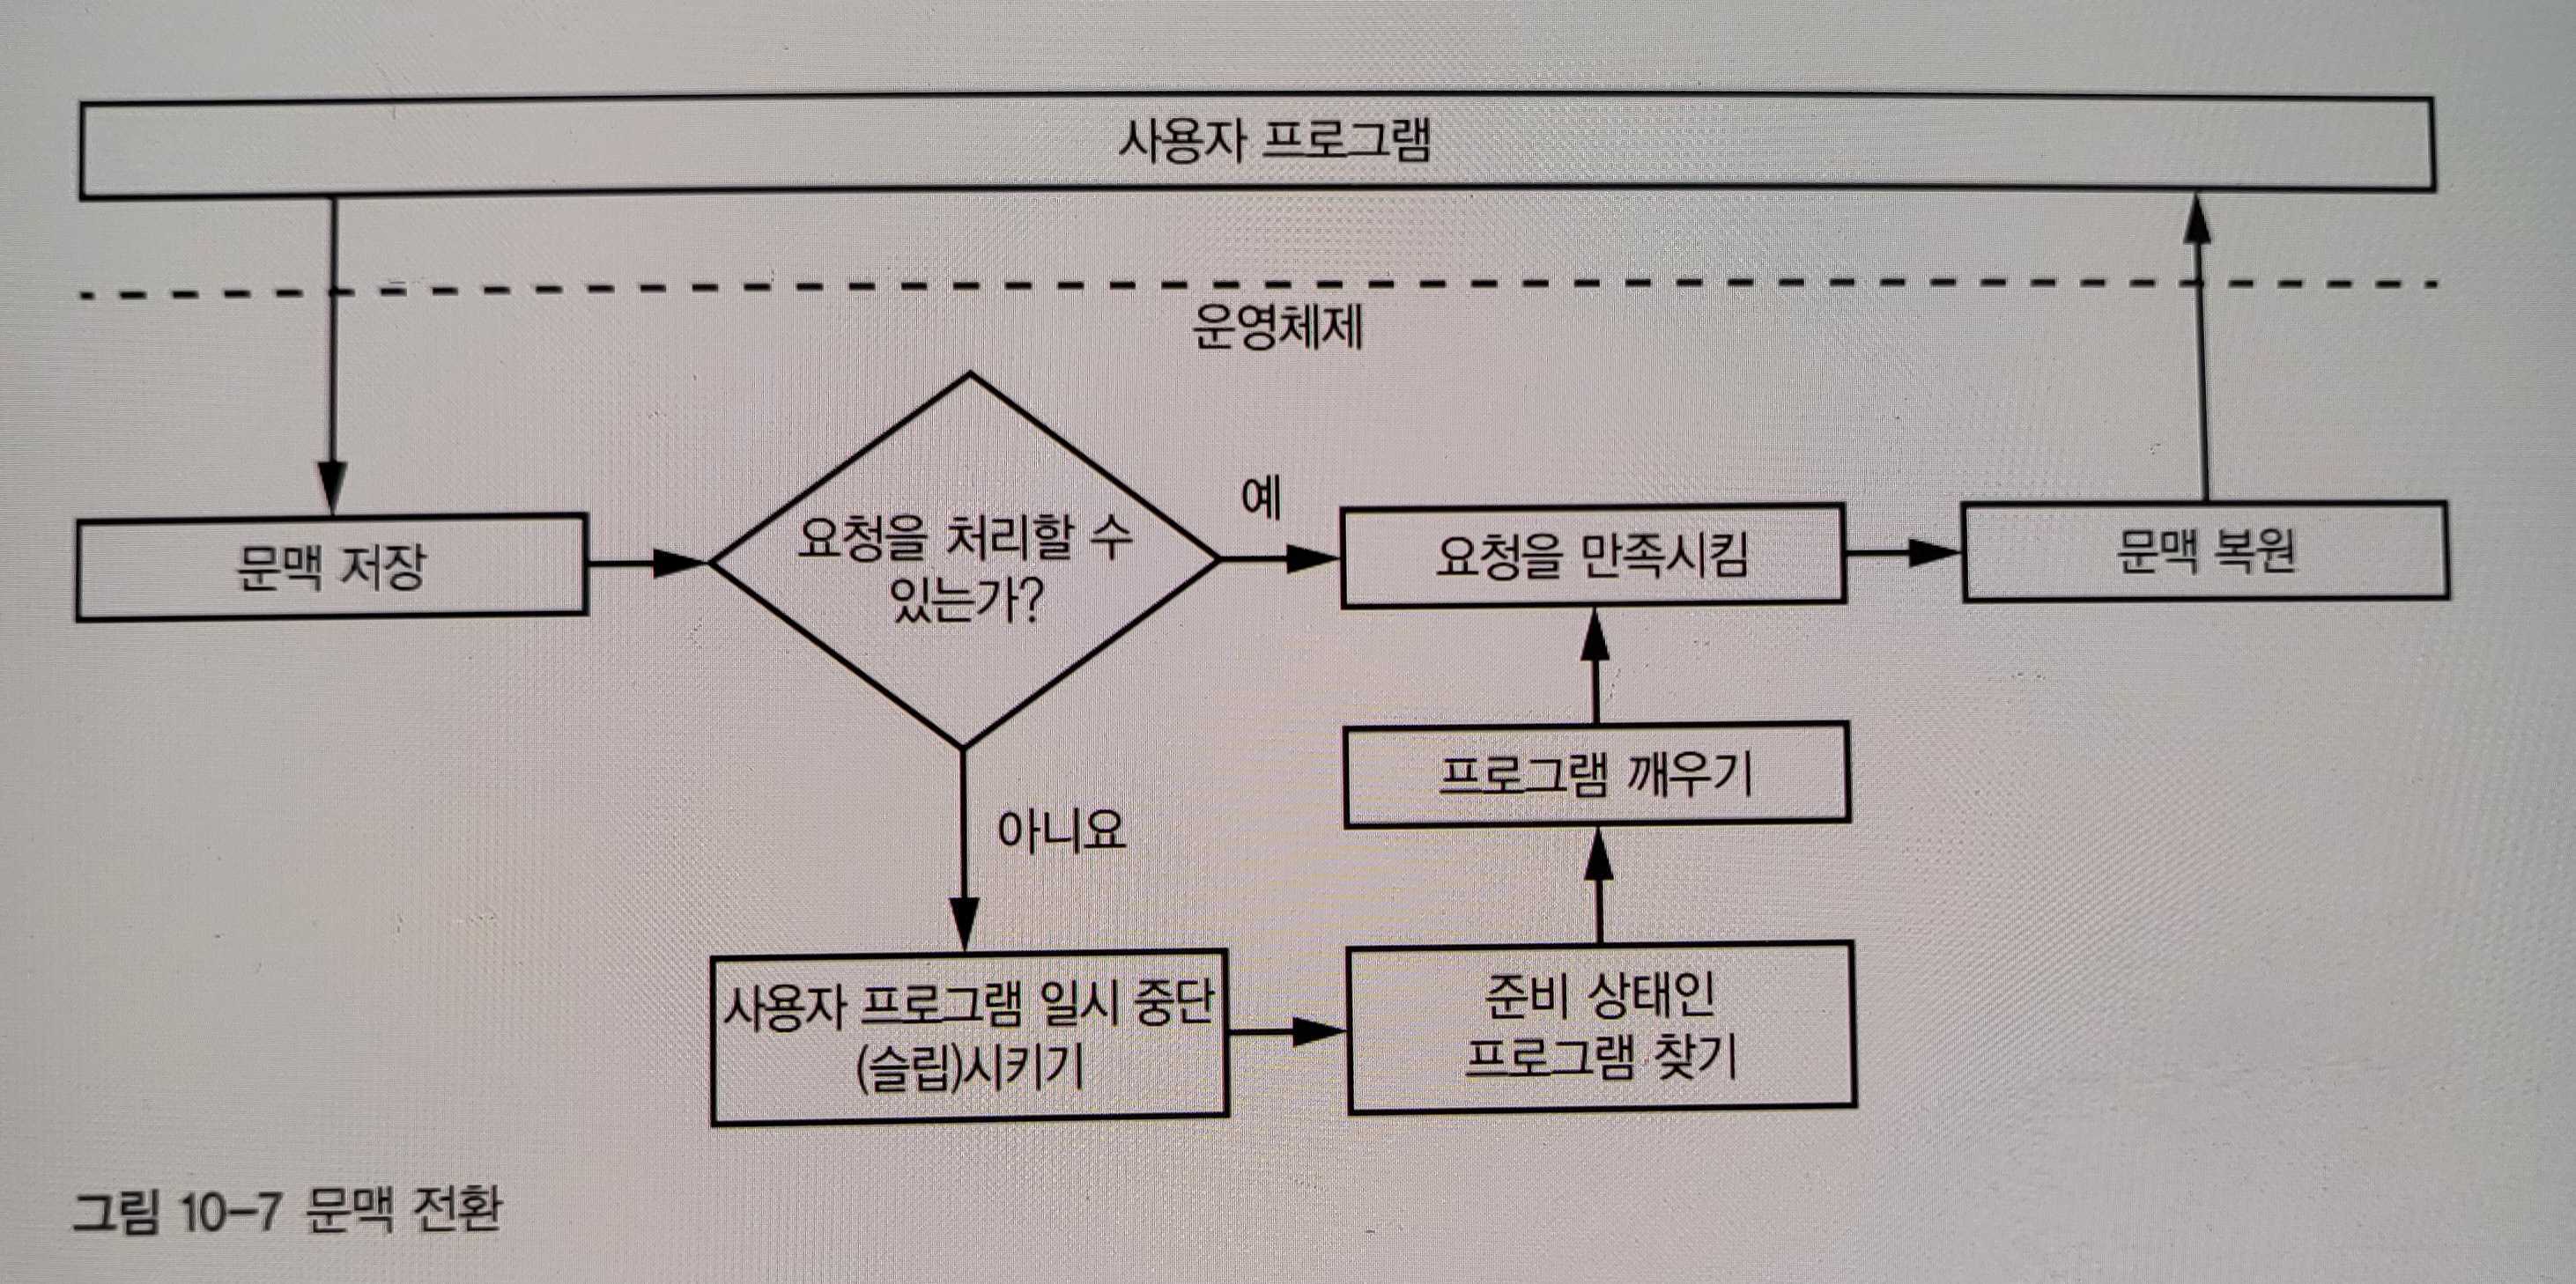 사용자 프로그램
운영체제
문맥 저장
요청을 처리할 수
있는가?
예
요청을 만족시킴
문맥 복원
아니요
프로그램 깨우기
사용자 프로그램 일시 중단
(슬립)시키기
준비 상태인
프로그램 찾기
그림 10-7 문맥 전환